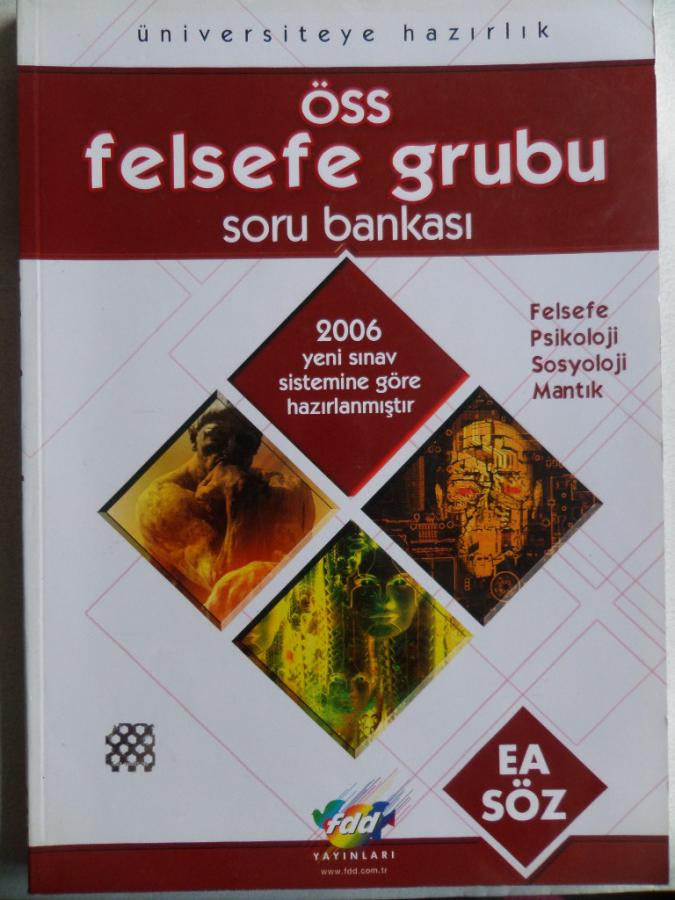 üniversiteye hazırlık
ÖSS
felsefe grubu
soru bankası
2006
yeni sınav
sistemine göre
hazırlanmıştır
Felsefe
Psikoloji
Sosyoloji
Mantık
EA
SÖZ
fdd
YAYINLARI
www.fdd.com.tr